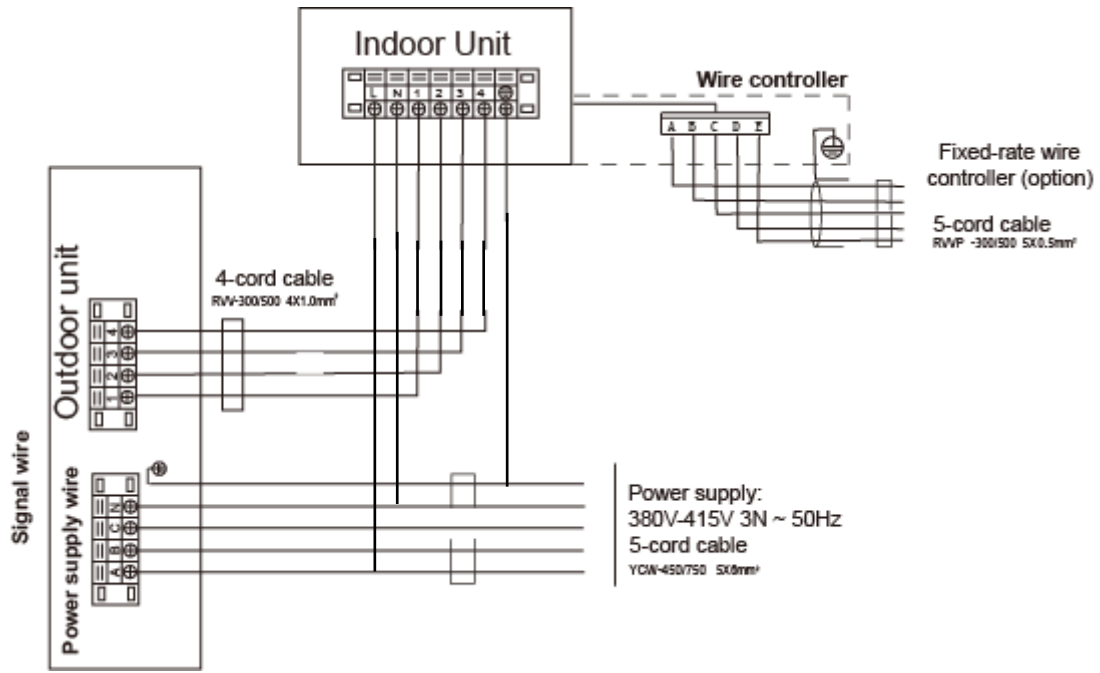 Indoor Unit
L N 1 2 3 4
Wire controller
A B C D E
Fixed-rate wire
controller (option)
5-cord cable
RVVP -300/500 5X0.5mm²
4-cord cable
RVV-300/500 4X1.0mm²
Outdoor unit
4
3
2
1
Signal wire
Power supply wire
N
C
B
A
Power supply:
380V-415V 3N ~ 50Hz
5-cord cable
YCW-450/750 5X6mm²